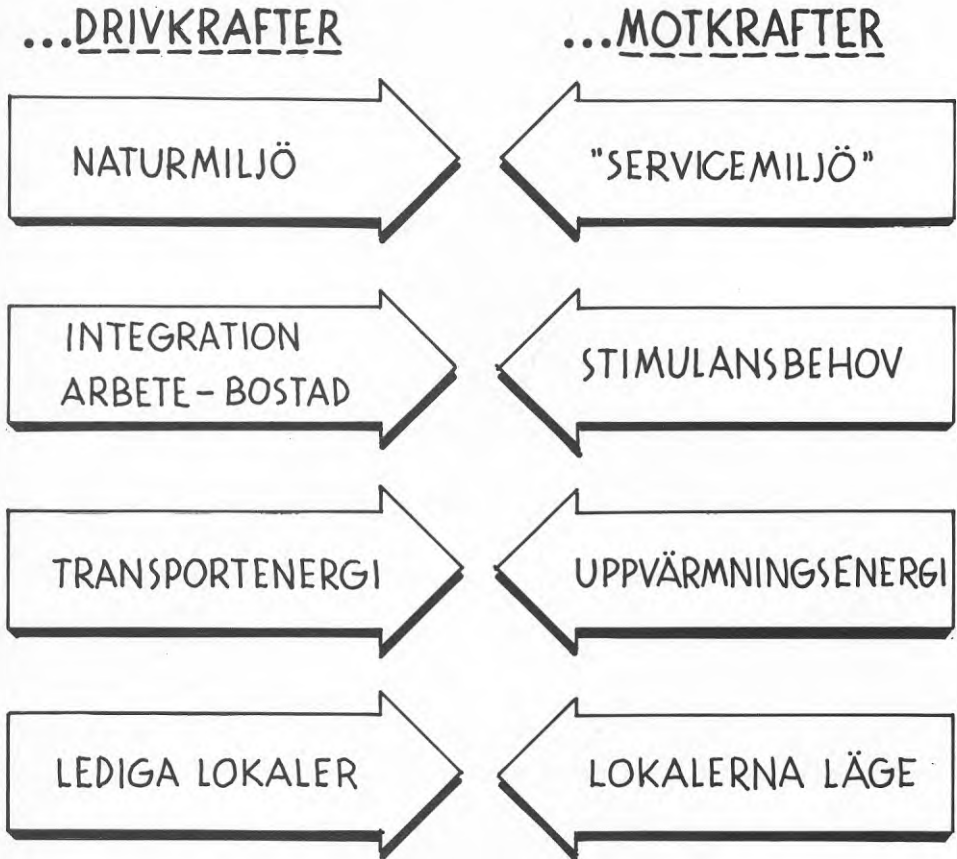 ...DRIVKRAFTER
...MOTKRAFTER
NATURMILJÖ
"SERVICEMILJÖ"
INTEGRATION
ARBETE-BOSTAD
STIMULANSBEHOV
TRANSPORTENERGI
UPPVÄRMNINGSENERGI
LEDIGA LOKALER
LOKALERNA LÄGE